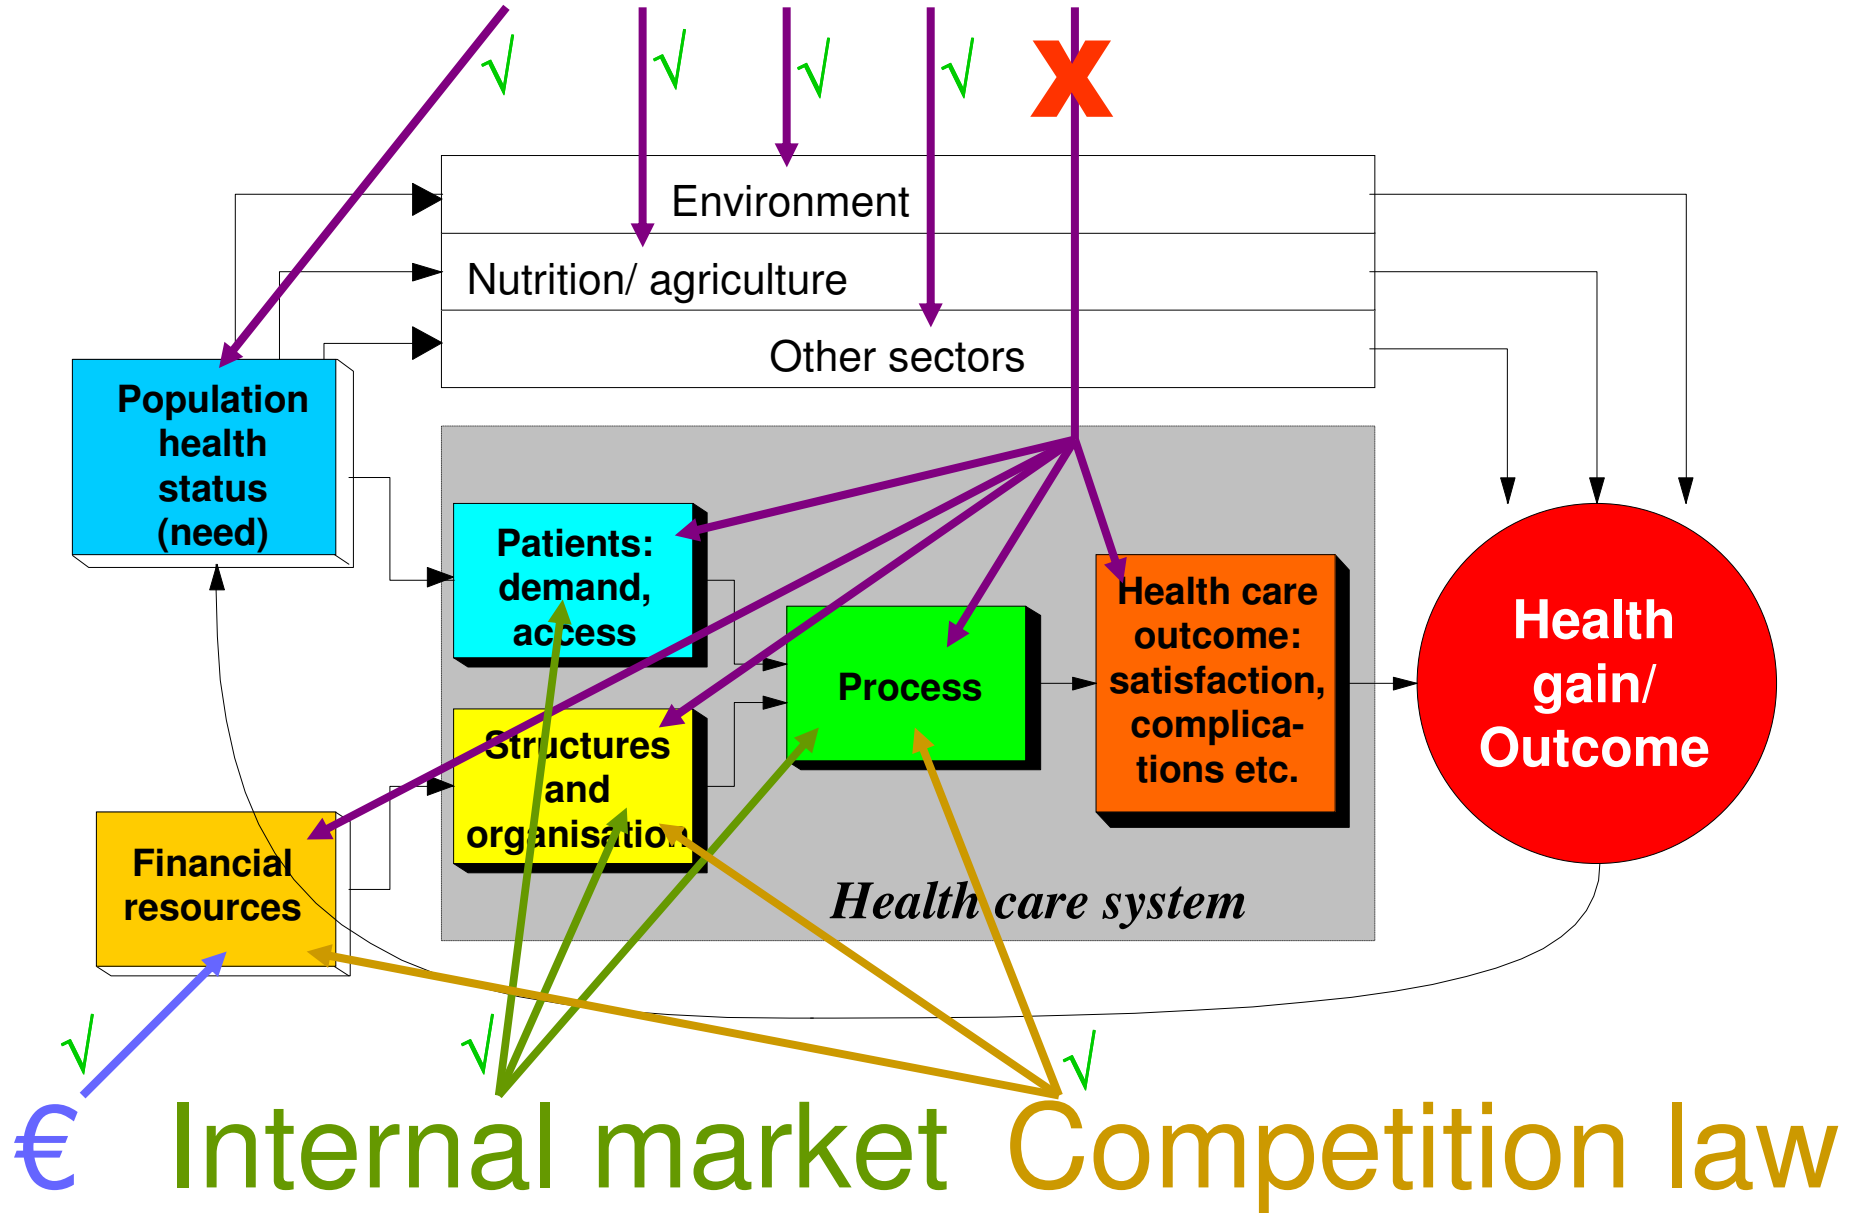 √ √ √ √ X
Environment
Nutrition/ agriculture
Other sectors
Population
health
status
(need)
Patients:
demand,
access
Structures
and
organisation
Process
Health care
outcome:
satisfaction,
complica-
tions etc.
Health
gain/
Outcome
Financial
resources
Health care system
√ √ √
€ Internal market Competition law